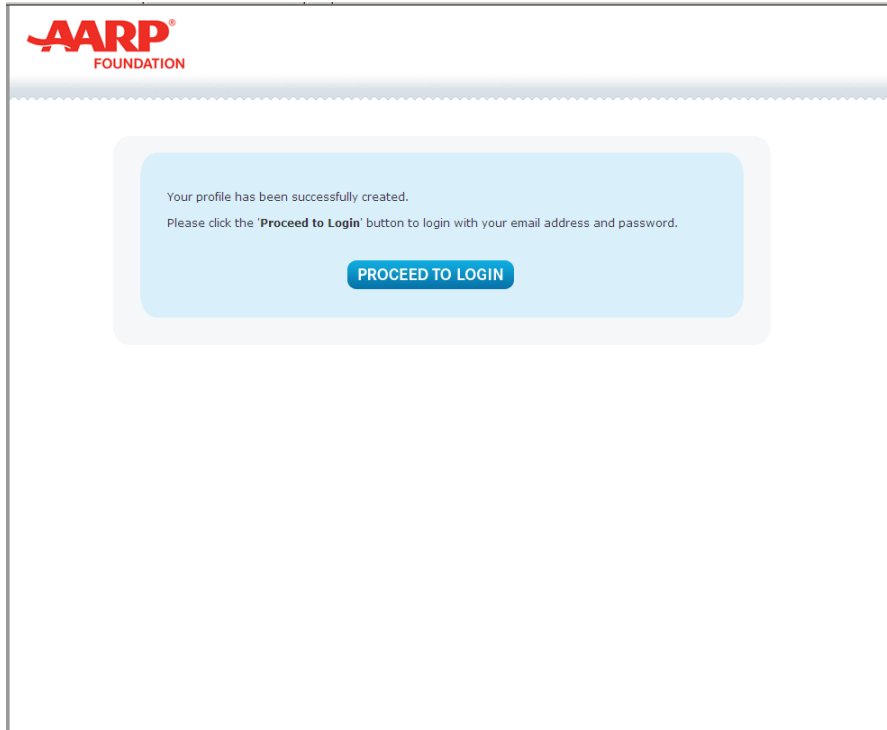 AARP®
FOUNDATION
Your profile has been successfully created.
Please click the 'Proceed to Login' button to login with your email address and password.
PROCEED TO LOGIN